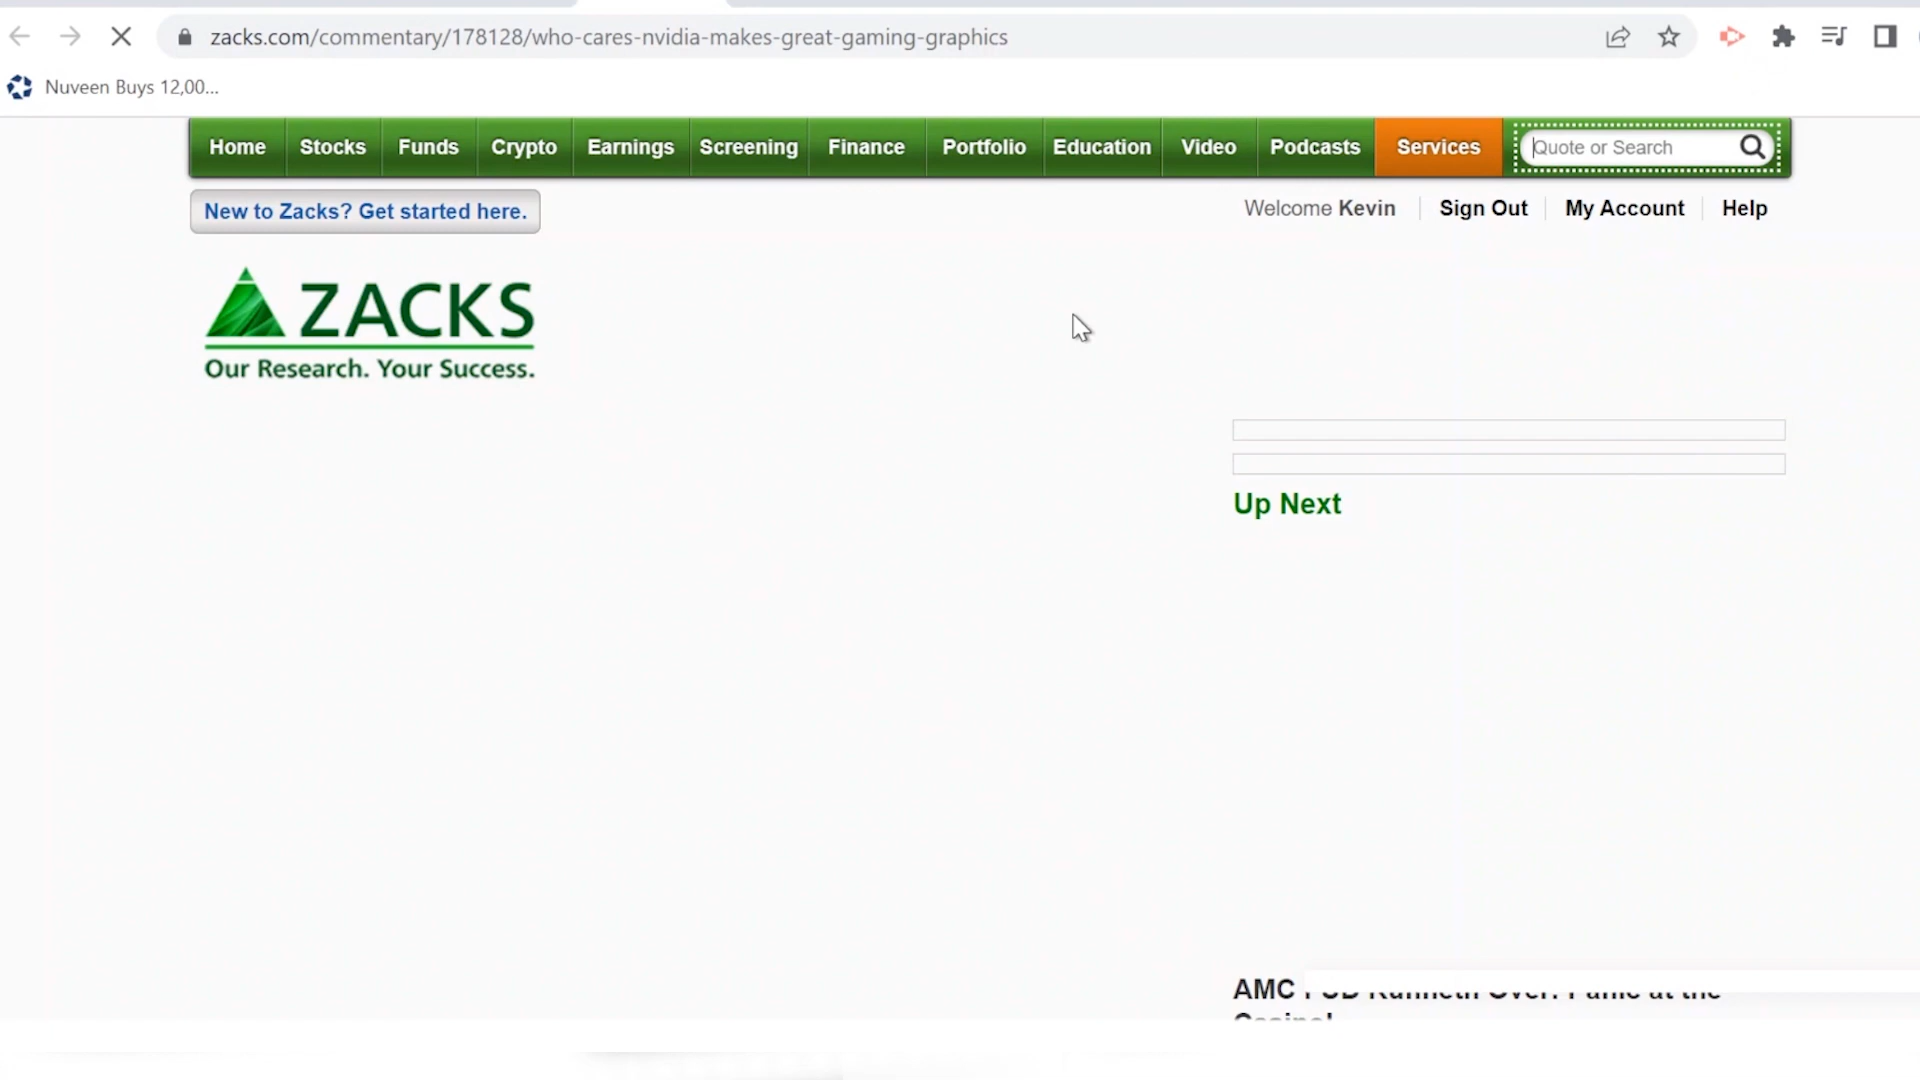 zacks.com/commentary/178128/who-cares-nvidia-makes-great-gaming-graphics
Nuveen Buys 12,00...
Home Stocks Funds Crypto Earnings Screening Finance Portfolio Education Video Podcasts Services Quote or Search
New to Zacks? Get started here.
Welcome Kevin Sign Out My Account Help
ZACKS
Our Research. Your Success.
Up Next
AMC